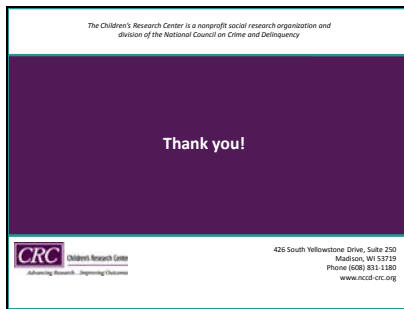 The Children's Research Center is a nonprofit social research organization and
division of the National Council on Crime and Delinquency
Thank you!
CRC Children's Research Center
Advancing Research...Improving Outcomes
426 South Yellowstone Drive, Suite 250
Madison, WI 53719
Phone (608) 831-1180
www.nccd-crc.org